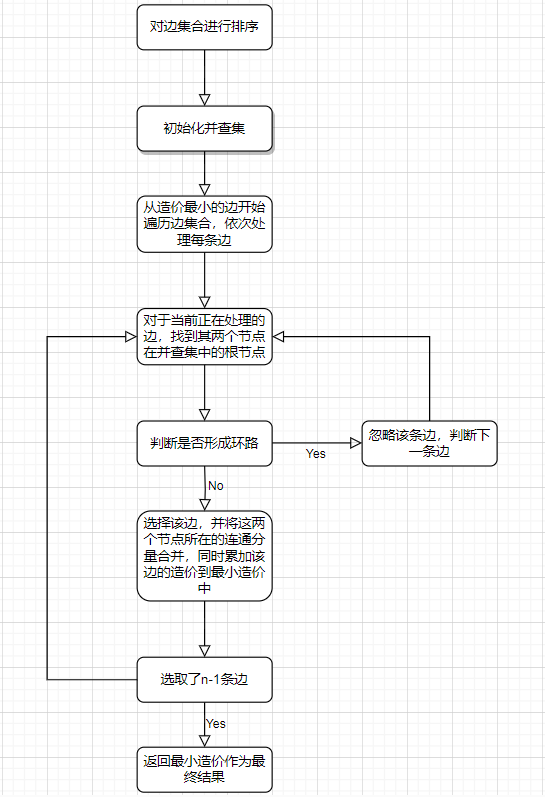 对边集合进行排序
初始化并查集
从造价最小的边开始
遍历边集合，依次处
理每条边
对于当前正在处理的
边，找到其两个节点
在并查集中的根节点
判断是否形成环路
Yes
忽略该条边，判断下
一条边
No
选择该边，并将这两
个节点所在的连通分
量合并，同时累加该
边的造价到最小造价
中
选取了n-1条边
Yes
返回最小造价作为最
终结果